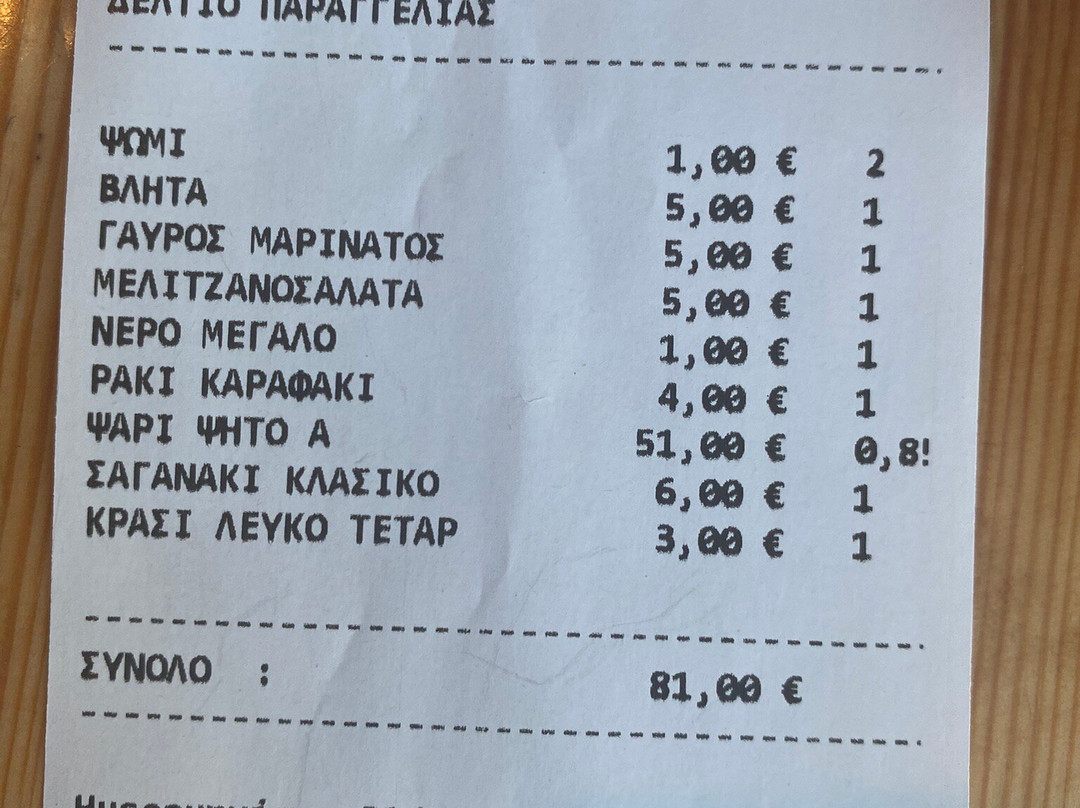 ΔΕΛΤΙΟ ΠΑΡΑΓΓΕΛΙΑΣ
ΨΩΜΙ 1,00 € 2
ΒΛΗΤΑ 5,00 € 1
ΓΑΥΡΟΣ ΜΑΡΙΝΑΤΟΣ 5,00 € 1
ΜΕΛΙΤΖΑΝΟΣΑΛΑΤΑ 5,00 € 1
ΝΕΡΟ ΜΕΓΑΛΟ 1,00 € 1
ΡΑΚΙ ΚΑΡΑΦΑΚΙ 4,00 € 1
ΨΑΡΙ ΨΗΤΟ Α 51,00 € 0,8!
ΣΑΓΑΝΑΚΙ ΚΛΑΣΙΚΟ 6,00 € 1
ΚΡΑΣΙ ΛΕΥΚΟ ΤΕΤΑΡ 3,00 € 1
ΣΥΝΟΛΟ : 81,00 €